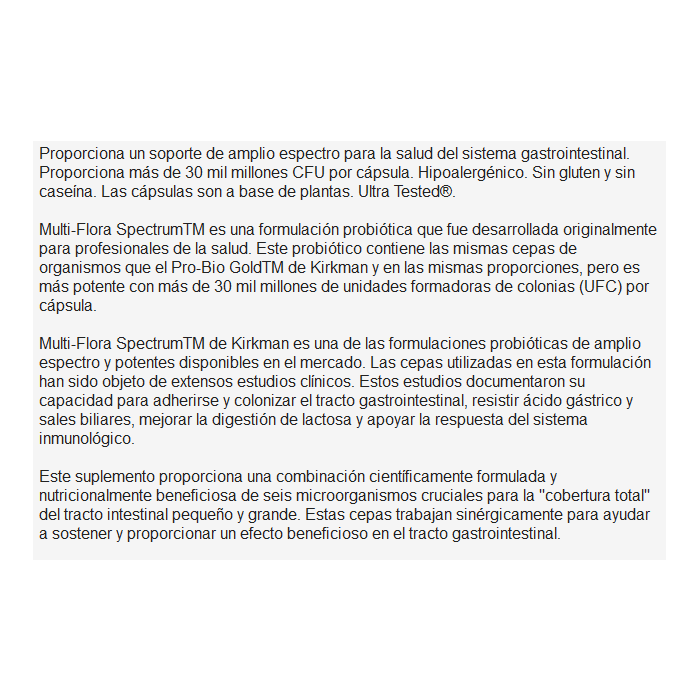 Proporciona un soporte de amplio espectro para la salud del sistema gastrointestinal.
Proporciona más de 30 mil millones CFU por cápsula. Hipoalergénico. Sin gluten y sin
caseína. Las cápsulas son a base de plantas. Ultra Tested®.
Multi-Flora SpectrumTM es una formulación probiótica que fue desarrollada originalmente
para profesionales de la salud. Este probiótico contiene las mismas cepas de
organismos que el Pro-Bio GoldTM de Kirkman y en las mismas proporciones, pero es
más potente con más de 30 mil millones de unidades formadoras de colonias (UFC) por
cápsula.
Multi-Flora SpectrumTM de Kirkman es una de las formulaciones probióticas de amplio
espectro y potentes disponibles en el mercado. Las cepas utilizadas en esta formulación
han sido objeto de extensos estudios clínicos. Estos estudios documentaron su
capacidad para adherirse y colonizar el tracto gastrointestinal, resistir ácido gástrico y
sales biliares, mejorar la digestión de lactosa y apoyar la respuesta del sistema
inmunológico.
Este suplemento proporciona una combinación científicamente formulada y
nutricionalmente beneficiosa de seis microorganismos cruciales para la "cobertura total"
del tracto intestinal pequeño y grande. Estas cepas trabajan sinérgicamente para ayudar
a sostener y proporcionar un efecto beneficioso en el tracto gastrointestinal.